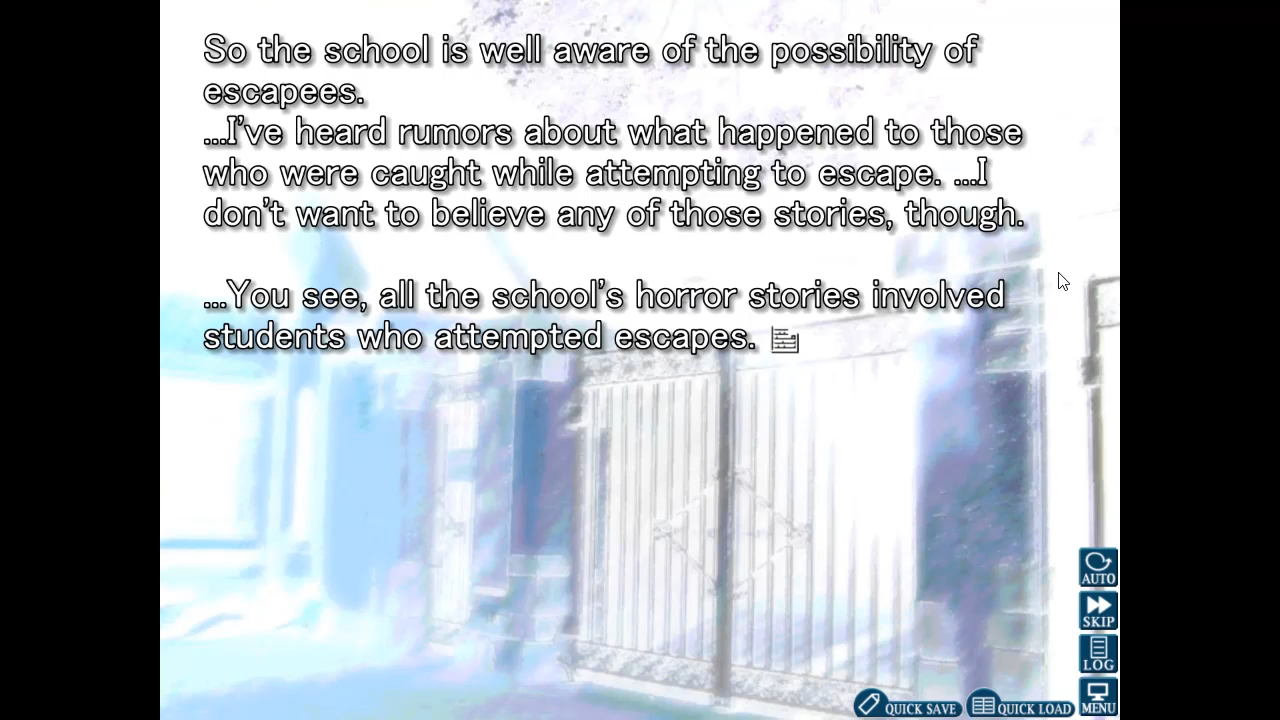 So the school is well aware of the possibility of
escapees.
...I've heard rumors about what happened to those
who were caught while attempting to escape. ...I
don't want to believe any of those stories, though.
...You see, all the school's horror stories involved
students who attempted escapes.
AUTO
SKIP
LOG
MENU
QUICK SAVE
QUICK LOAD